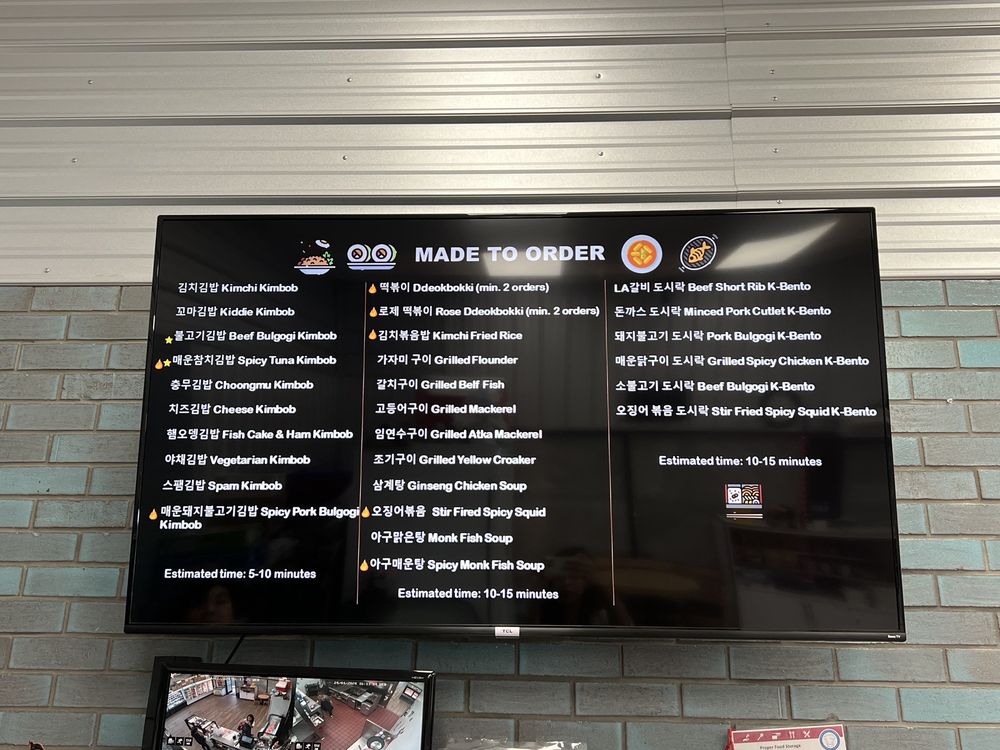 MADE TO ORDER
김치김밥 Kimchi Kimbob
꼬마김밥 Kiddie Kimbob
불고기김밥 Beef Bulgogi Kimbob
매운참치김밥 Spicy Tuna Kimbob
충무김밥 Choongmu Kimbob
치즈김밥 Cheese Kimbob
햄오뎅김밥 Fish Cake & Ham Kimbob
야채김밥 Vegetarian Kimbob
스팸김밥 Spam Kimbob
매운돼지불고기김밥 Spicy Pork Bulgogi
Kimbob
Estimated time: 5-10 minutes
떡볶이 Ddeokbokki (min. 2 orders)
로제 떡볶이 Rose Ddeokbokki (min. 2 orders)
김치볶음밥 Kimchi Fried Rice
가자미 구이 Grilled Flounder
갈치구이 Grilled Belf Fish
고등어구이 Grilled Mackerel
임연수구이 Grilled Atka Mackerel
조기구이 Grilled Yellow Croaker
삼계탕 Ginseng Chicken Soup
오징어볶음 Stir Fired Spicy Squid
아구맑은탕 Monk Fish Soup
아구매운탕 Spicy Monk Fish Soup
Estimated time: 10-15 minutes
LA갈비 도시락 Beef Short Rib K-Bento
돈까스 도시락 Minced Pork Cutlet K-Bento
돼지불고기 도시락 Pork Bulgogi K-Bento
매운닭구이 도시락 Grilled Spicy Chicken K-Bento
소불고기 도시락 Beef Bulgogi K-Bento
오징어 볶음 도시락 Stir Fried Spicy Squid K-Bento
Estimated time: 10-15 minutes
TCL
Roku TV
Proper Food Storage